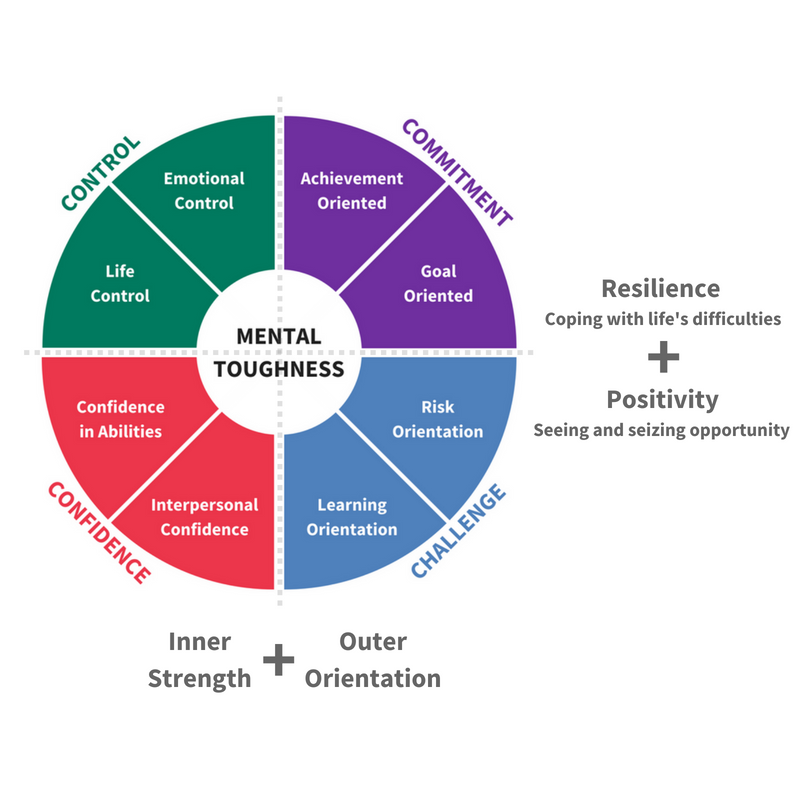 CONTROL
COMMITMENT
Emotional
Control
Achievement
Oriented
Life
Control
Goal
Oriented
MENTAL
TOUGHNESS
Confidence
in Abilities
Risk
Orientation
Interpersonal
Confidence
Learning
Orientation
CONFIDENCE
CHALLENGE
Resilience
Coping with life's difficulties
+
Positivity
Seeing and seizing opportunity
Inner
Strength
+
Outer
Orientation